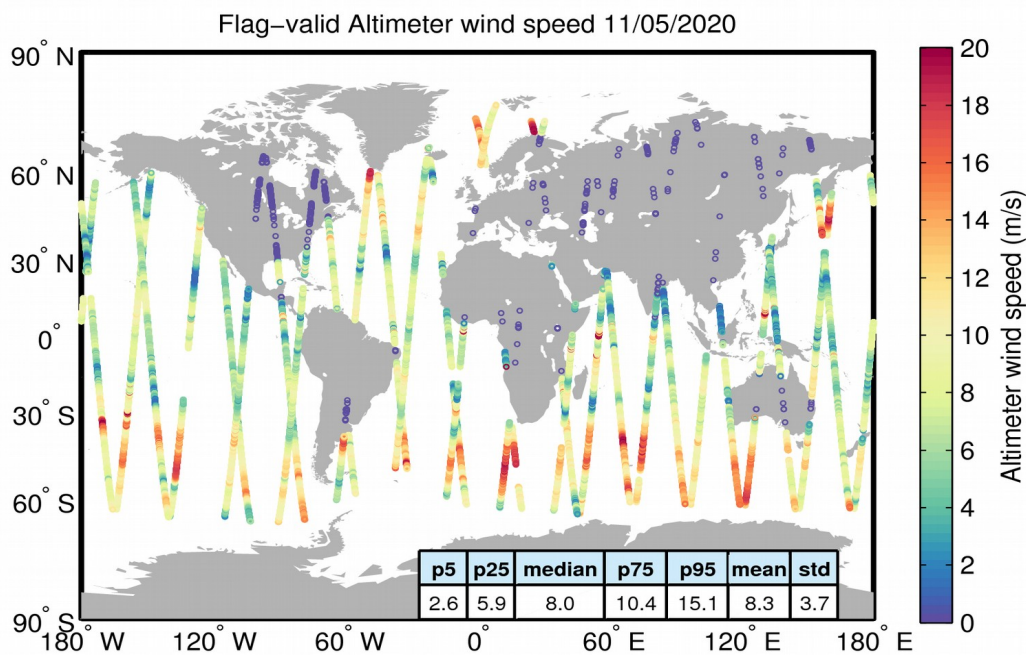 Flag−valid Altimeter wind speed 11/05/2020
90° N
60° N
30° N
0°
30° S
60° S
90° S
180° W
120° W
60° W
0°
60° E
120° E
180° E
p5 p25 median p75 p95 mean std
2.6 5.9 8.0 10.4 15.1 8.3 3.7
20
18
16
14
12
10
8
6
4
2
0
Altimeter wind speed (m/s)